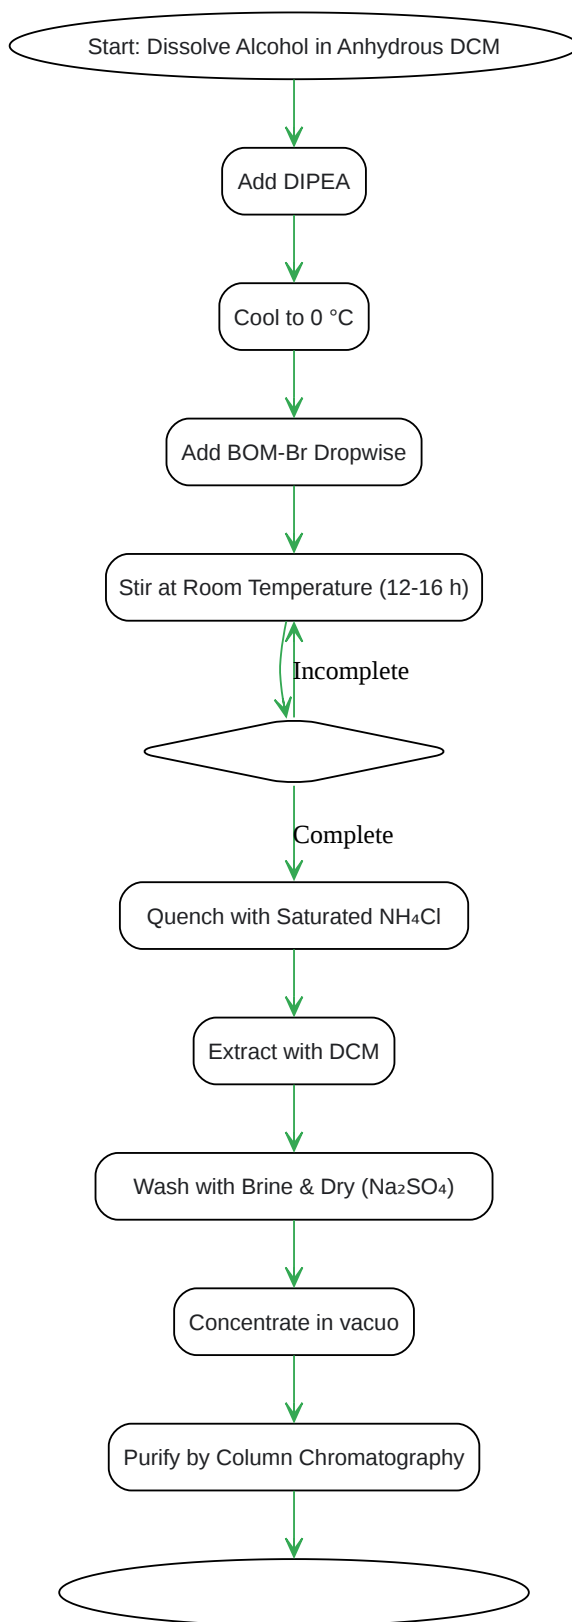 Start: Dissolve Alcohol in Anhydrous DCM
Add DIPEA
Cool to 0 °C
Add BOM-Br Dropwise
Stir at Room Temperature (12-16 h)
Incomplete
Complete
Quench with Saturated NH₄Cl
Extract with DCM
Wash with Brine & Dry (Na₂SO₄)
Concentrate in vacuo
Purify by Column Chromatography